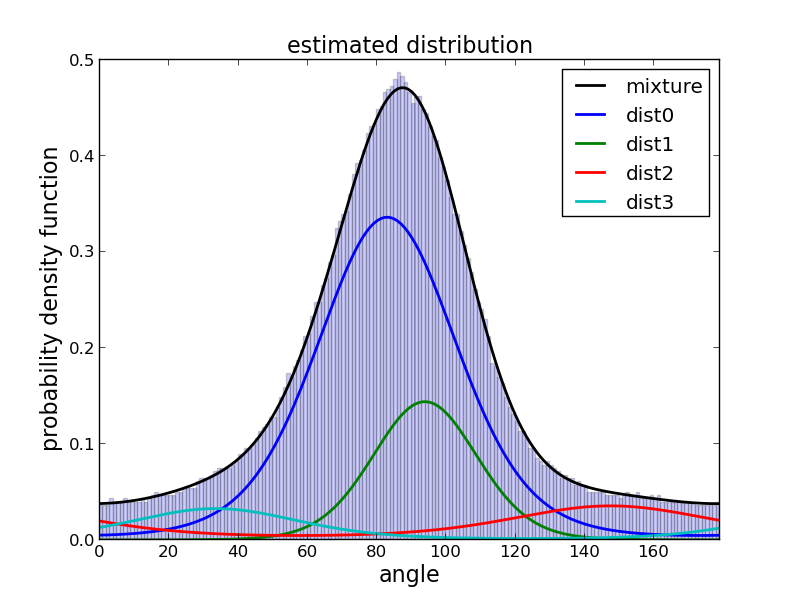 estimated distribution
probability density function
0.5
0.4
0.3
0.2
0.1
0.0
mixture
dist0
dist1
dist2
dist3
0 20 40 60 80 100 120 140 160
angle